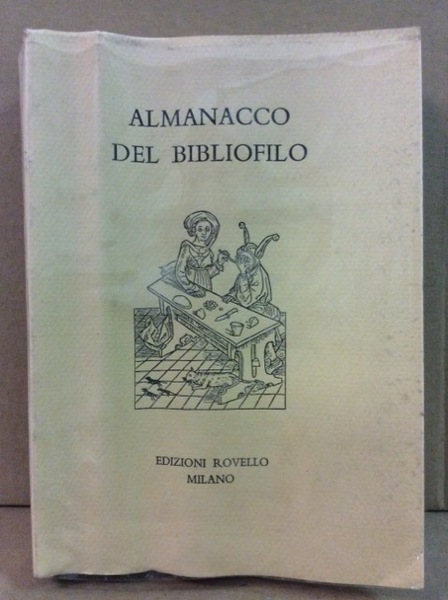 ALMANACCO
DEL BIBLIOFILO
EDIZIONI ROVELLO
MILANO